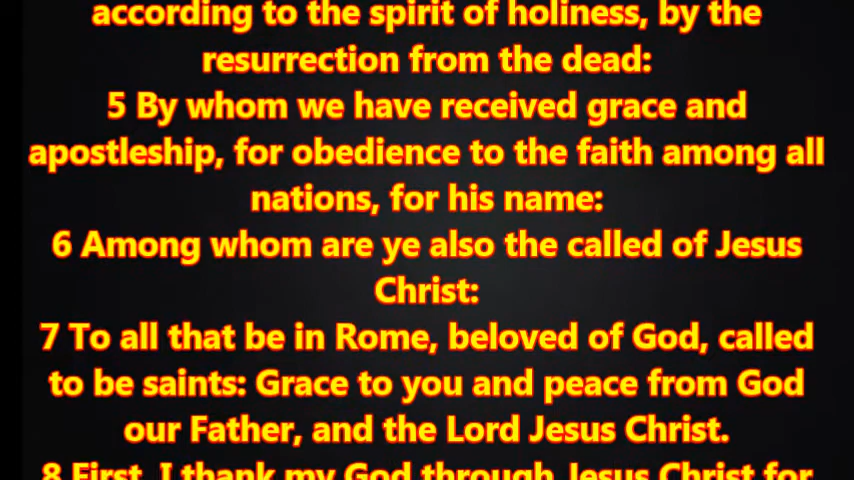 according to the spirit of holiness, by the
resurrection from the dead:
5 By whom we have received grace and
apostleship, for obedience to the faith among all
nations, for his name:
6 Among whom are ye also the called of Jesus
Christ:
7 To all that be in Rome, beloved of God, called
to be saints: Grace to you and peace from God
our Father, and the Lord Jesus Christ.
8 First, I thank my God through Jesus Christ for